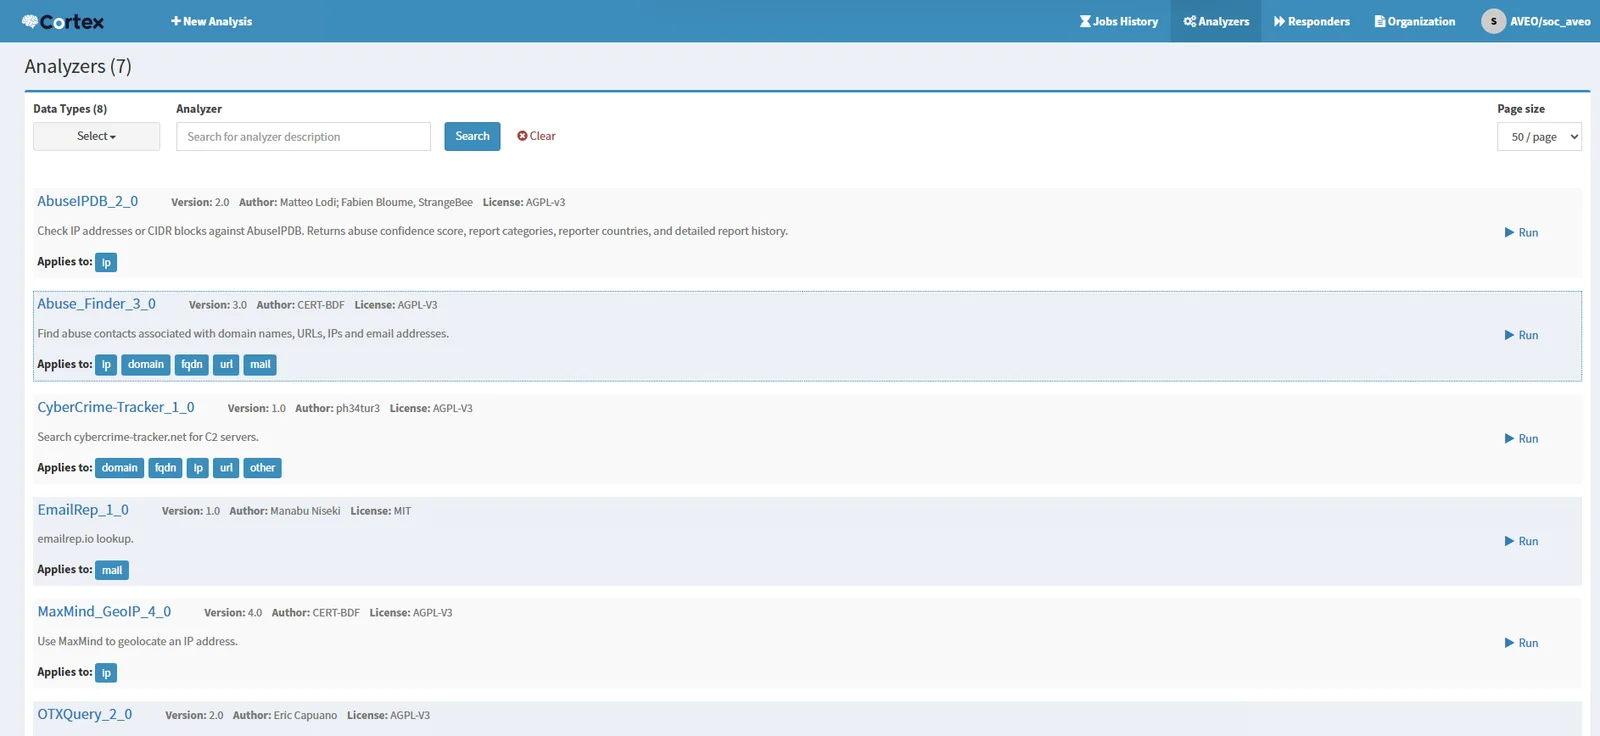 Cortex New Analysis Jobs History Analyzers Responders Organization S AVEO/soc_aveo
Analyzers (7)
Data Types (8) Analyzer Page size
Select Search for analyzer description Search Clear 50 / page
AbuseIPDB_2_0 Version: 2.0 Author: Matteo Lodi; Fabien Bloume, StrangeBee License: AGPL-v3
Check IP addresses or CIDR blocks against AbuseIPDB. Returns abuse confidence score, report categories, reporter countries, and detailed report history.
Run
Applies to: ip
Abuse_Finder_3_0 Version: 3.0 Author: CERT-BDF License: AGPL-V3
Find abuse contacts associated with domain names, URLs, IPs and email addresses.
Run
Applies to: ip domain fqdn url mail
CyberCrime-Tracker_1_0 Version: 1.0 Author: ph34tur3 License: AGPL-V3
Search cybercrime-tracker.net for C2 servers.
Run
Applies to: domain fqdn ip url other
EmailRep_1_0 Version: 1.0 Author: Manabu Niseki License: MIT
emailrep.io lookup.
Run
Applies to: mail
MaxMind_GeoIP_4_0 Version: 4.0 Author: CERT-BDF License: AGPL-V3
Use MaxMind to geolocate an IP address.
Run
Applies to: ip
OTXQuery_2_0 Version: 2.0 Author: Eric Capuano License: AGPL-V3